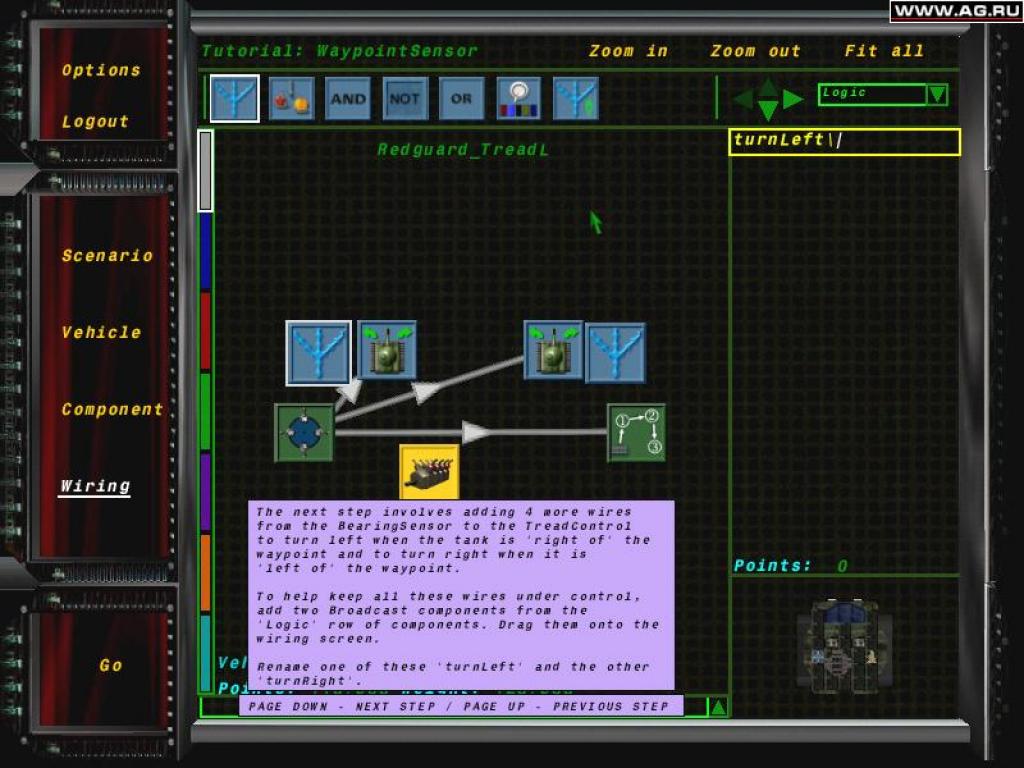 WWW.AG.RU
Tutorial: WaypointSensor
Zoom in
Zoom out
Fit all
Options
Logout
AND
NOT
OR
Logic
Redguard_TreadL
turnLeft\
Scenario
Vehicle
Component
Wiring
1
2
3
The next step involves adding 4 more wires
from the BearingSensor to the TreadControl
to turn left when the tank is 'right of' the
waypoint and to turn right when it is
'left of' the waypoint.
To help keep all these wires under control,
add two Broadcast components from the
'Logic' row of components. Drag them onto the
wiring screen.
Rename one of these 'turnLeft' and the other
'turnRight'.
PAGE DOWN - NEXT STEP / PAGE UP - PREVIOUS STEP
Points: 0
Go